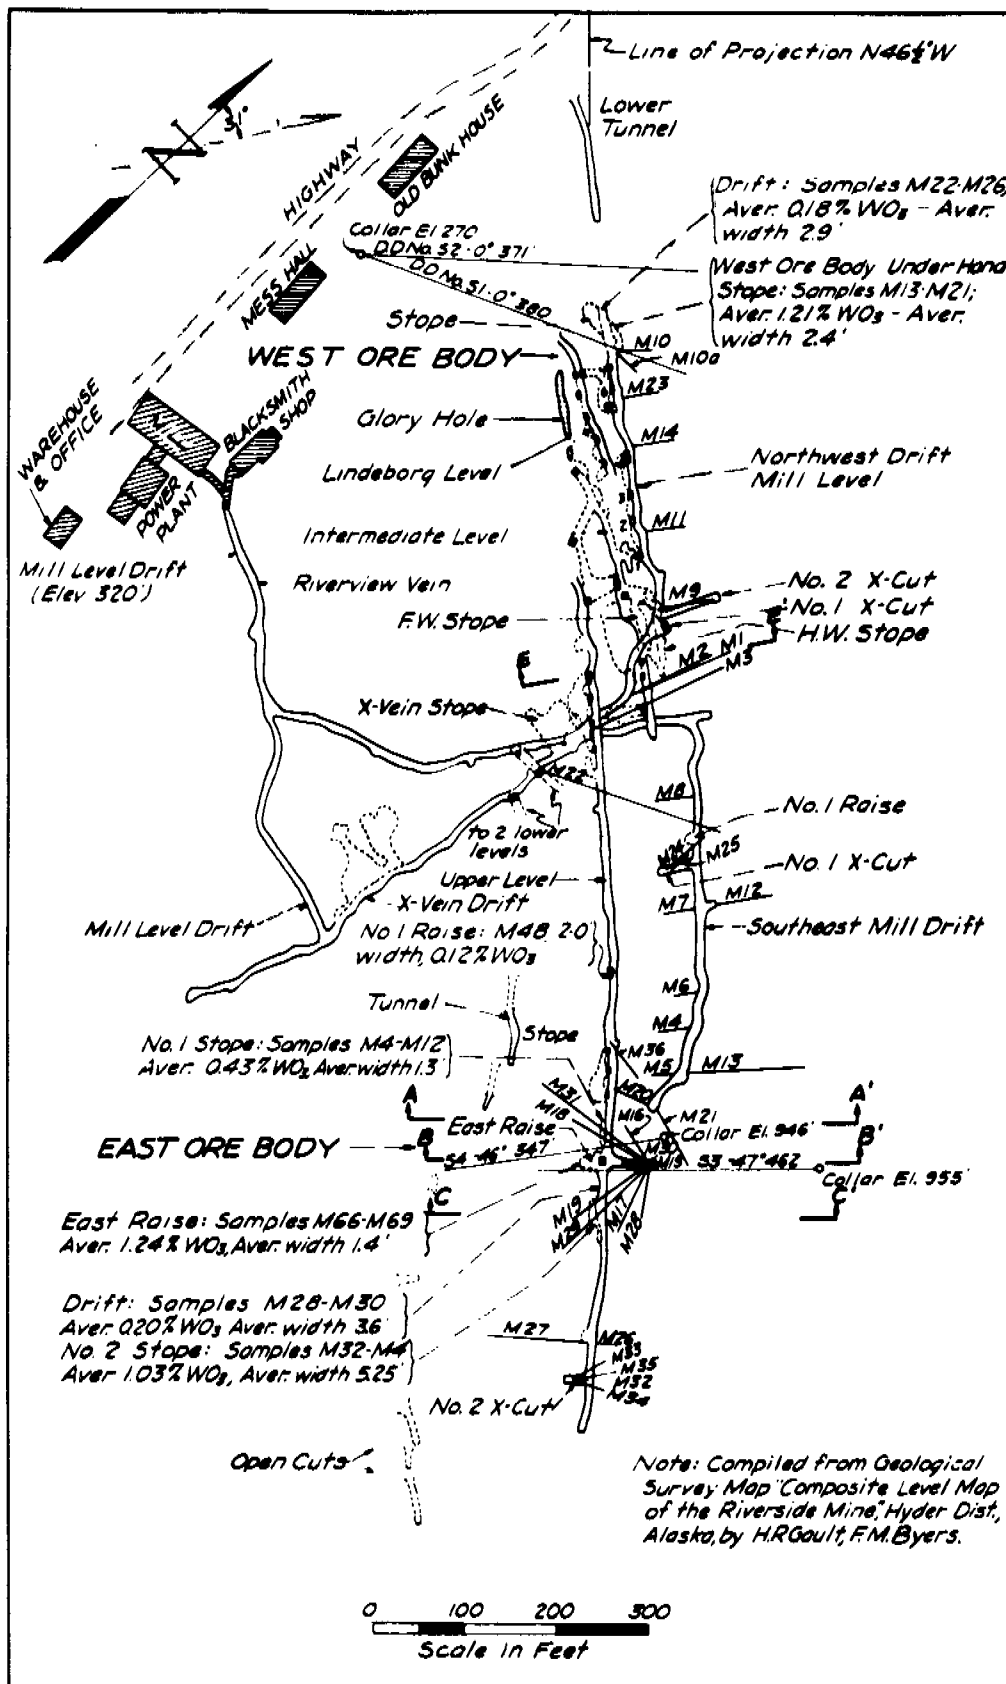 Line of Projection N46½°W
Lower
Tunnel
31°
N
HIGHWAY
OLD BUNK HOUSE
Drift: Samples M22-M26,
Aver. 0.18% WO₃ - Aver.
width 2.9'
Collar El 270
DD No. S2-0° 371'
DD No. S1-0° 380
MESS HALL
West Ore Body Under Hand
Stope: Samples M13-M21;
Aver. 1.21% WO₃ - Aver.
width 2.4'
Stope
M10
M10a
WEST ORE BODY
M23
WAREHOUSE
& OFFICE
BLACKSMITH
SHOP
Glory Hole
M14
Lindeborg Level
Northwest Drift
Mill Level
POWER
PLANT
M11
Intermediate Level
Mill Level Drift
(Elev 320')
Riverview Vein
M9
No. 2 X-Cut
No. 1 X-Cut
F.W. Stope
H.W. Stope
E'
E
M2 M1
M3
X-Vein Stope
M22
M8
No. 1 Raise
to 2 lower
levels
M24
M25
No. 1 X-Cut
Upper Level
X-Vein Drift
M7
M12
Mill Level Drift
Southeast Mill Drift
No. 1 Raise: M48, 2.0'
width, 0.12% WO₃
M6
Tunnel
Stope
M4
No. 1 Stope: Samples M4-M12
Aver. 0.43% WO₃ Aver. width 1.3'
M36
M5
M13
M31
M20
M18
M16
A
A'
M21
East Raise
Collar El. 946'
EAST ORE BODY
B
B'
S4 -46° 347'
M30
M15
S3 -47° 462
Collar El. 955'
C
C'
East Raise: Samples M66-M69
Aver. 1.24% WO₃, Aver. width 1.4'
M19
M29
M17
M28
Drift: Samples M28-M30
Aver. 0.20% WO₃ Aver. width 3.6'
No. 2 Stope: Samples M32-M4
Aver 1.03% WO₃, Aver. width 5.25'
M27
M26
M33
M35
M32
M34
No. 2 X-Cut
Open Cuts
Note: Compiled from Geological
Survey Map "Composite Level Map
of the Riverside Mine," Hyder Dist.,
Alaska, by H.R Gault, F.M. Byers.
0 100 200 300
Scale In Feet